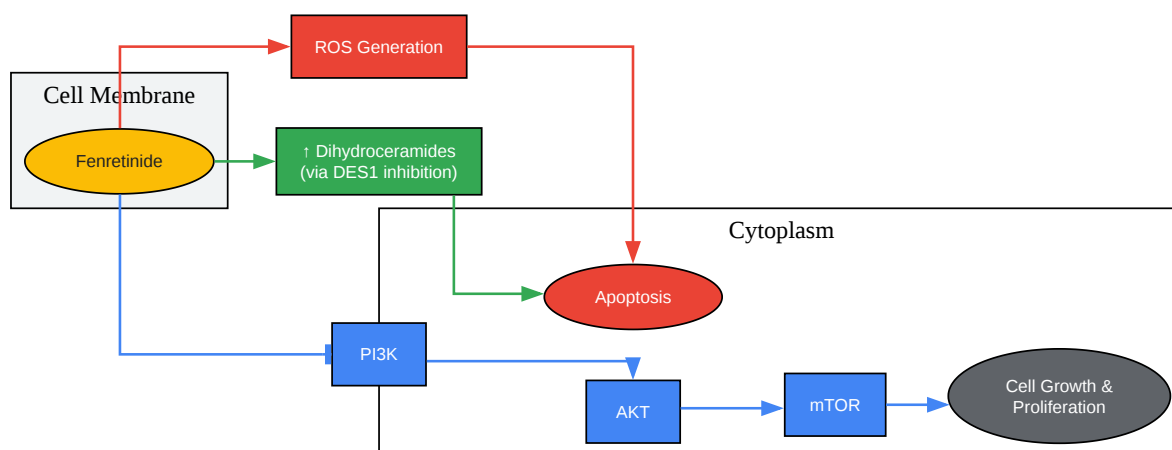 ROS Generation
Cell Membrane
Fenretinide
↑ Dihydroceramides
(via DES1 inhibition)
Cytoplasm
Apoptosis
PI3K
AKT
mTOR
Cell Growth &
Proliferation